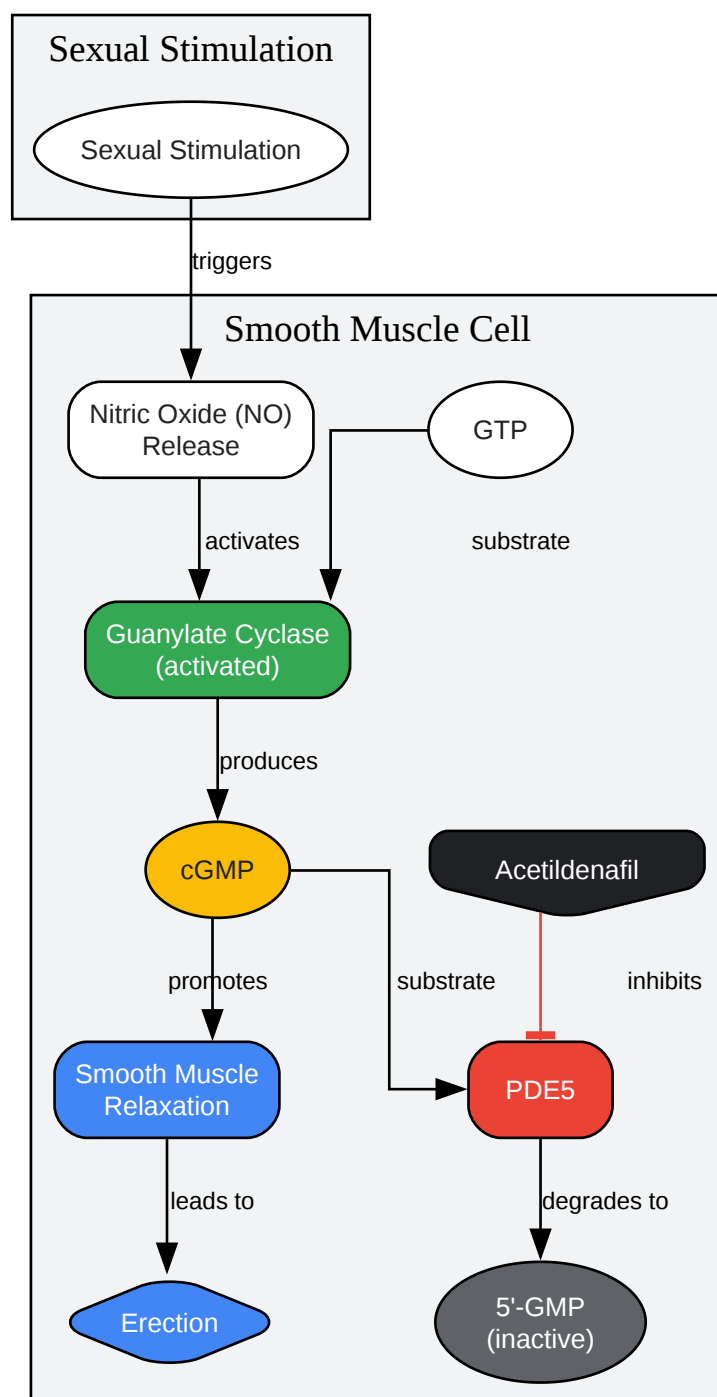 Sexual Stimulation
Sexual Stimulation
triggers
Smooth Muscle Cell
Nitric Oxide (NO)
Release
GTP
activates
substrate
Guanylate Cyclase
(activated)
produces
cGMP
Acetildenafil
promotes
substrate
inhibits
Smooth Muscle
Relaxation
PDE5
leads to
degrades to
Erection
5'-GMP
(inactive)